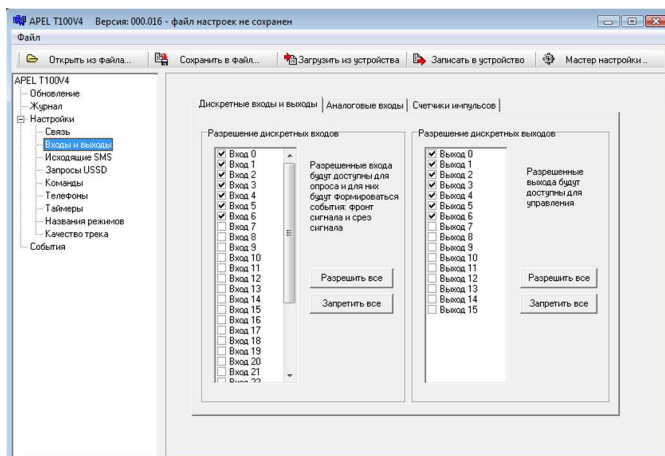 APEL T100V4 Версия: 000.016 - файл настроек не сохранен
Файл
Открыть из файла... Сохранить в файл... Загрузить из устройства Записать в устройство Мастер настройки ..
APEL T100V4
Обновление
Журнал
Настройки
Связь
Входы и выходы
Исходящие SMS
Запросы USSD
Команды
Телефоны
Таймеры
Названия режимов
Качество трека
События
Дискретные входы и выходы Аналоговые входы Счетчики импульсов
Разрешение дискретных входов
Вход 0
Вход 1
Вход 2
Вход 3
Вход 4
Вход 5
Вход 6
Вход 7
Вход 8
Вход 9
Вход 10
Вход 11
Вход 12
Вход 13
Вход 14
Вход 15
Вход 16
Вход 17
Вход 18
Вход 19
Вход 20
Вход 21
Вход 22
Разрешенные входа
будут доступны для
опроса и для них
будут формироваться
события: фронт
сигнала и срез
сигнала
Разрешить все
Запретить все
Разрешение дискретных выходов
Выход 0
Выход 1
Выход 2
Выход 3
Выход 4
Выход 5
Выход 6
Выход 7
Выход 8
Выход 9
Выход 10
Выход 11
Выход 12
Выход 13
Выход 14
Выход 15
Разрешенные
выхода будут
доступны для
управления
Разрешить все
Запретить все